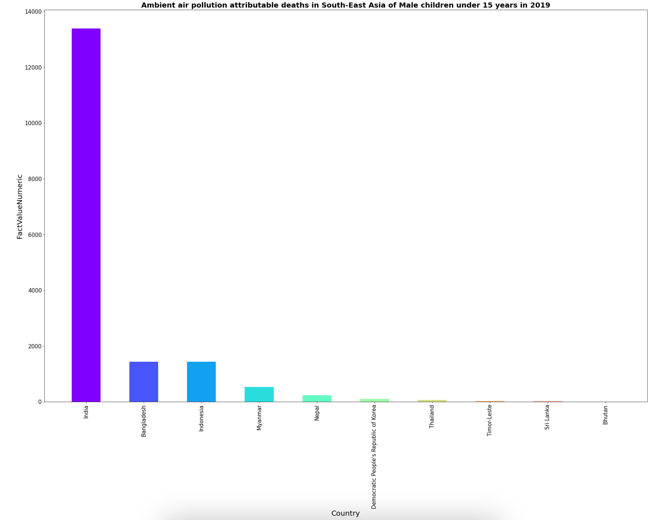 Ambient air pollution attributable deaths in South-East Asia of Male children under 15 years in 2019
FactValueNumeric
14000
12000
10000
8000
6000
4000
2000
0
India
Bangladesh
Indonesia
Myanmar
Nepal
Democratic People's Republic of Korea
Thailand
Timor-Leste
Sri Lanka
Bhutan
Country